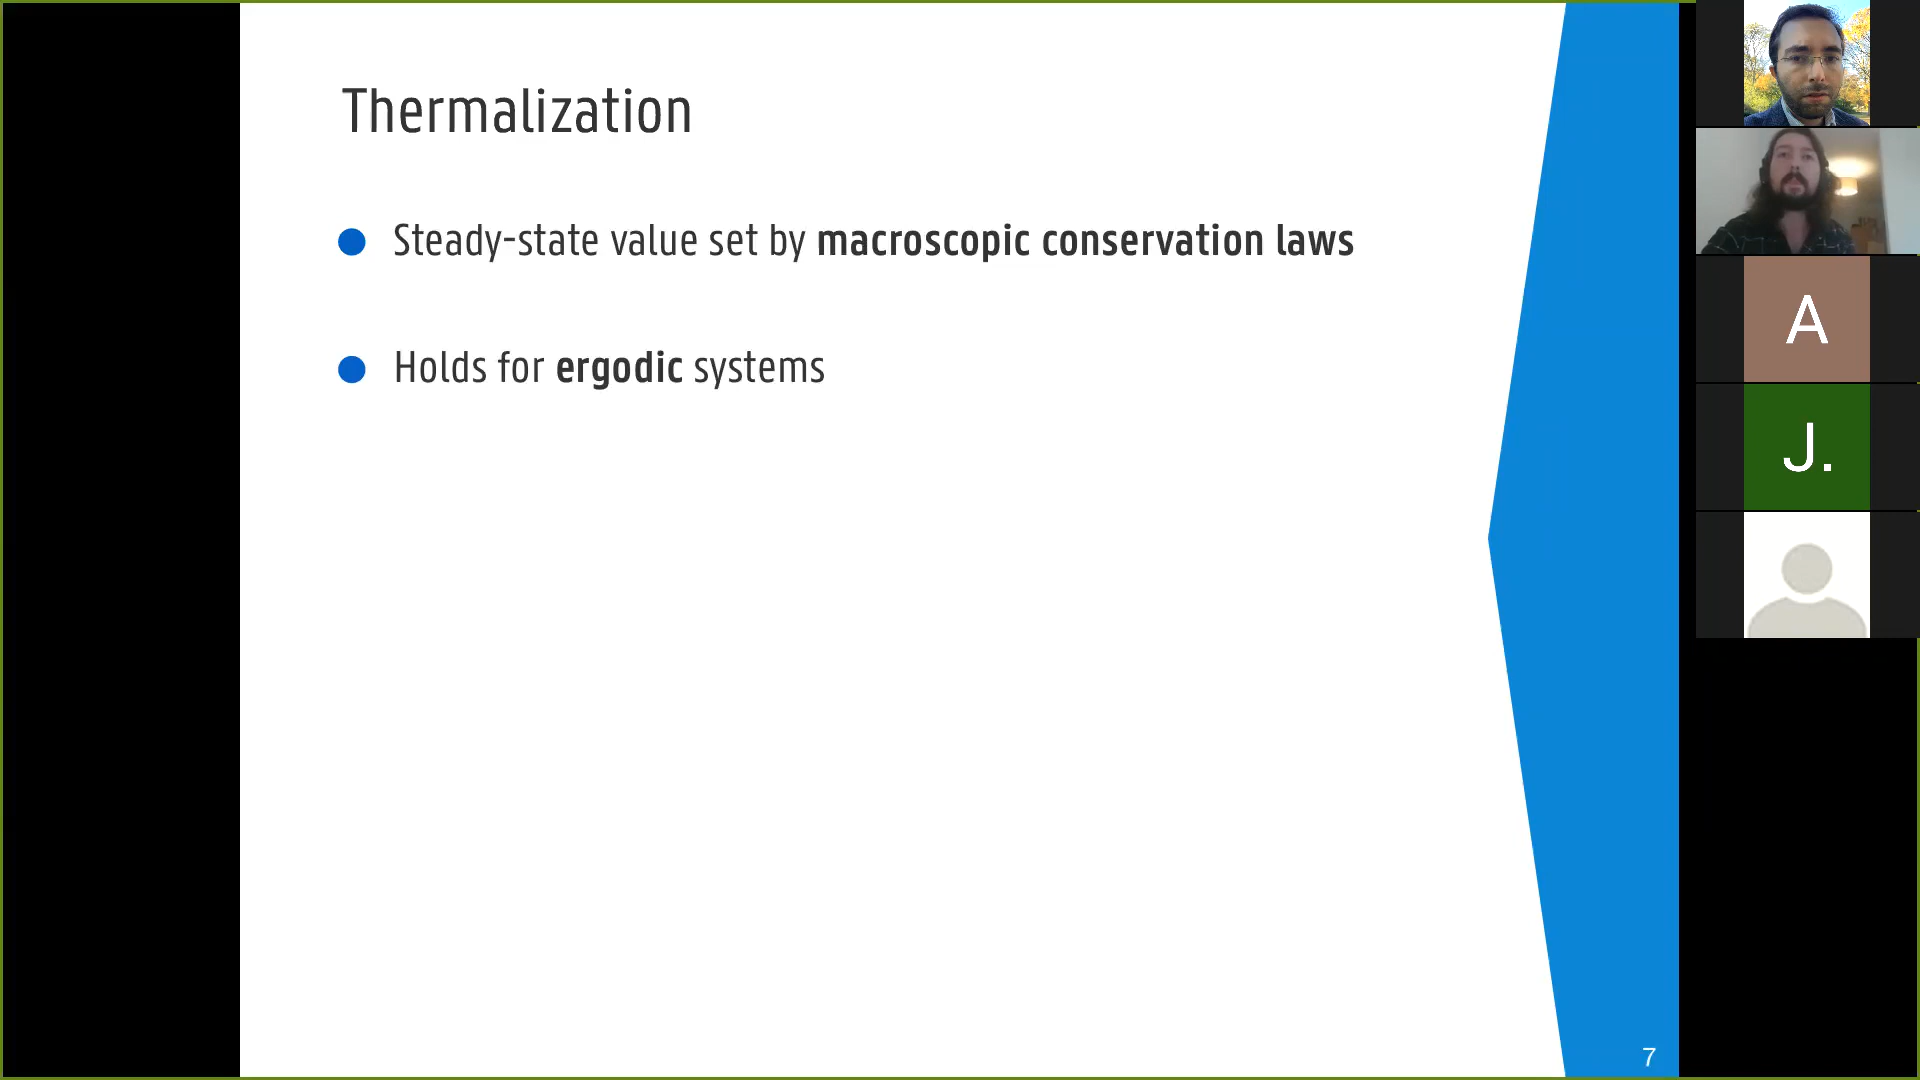 Thermalization
Steady-state value set by macroscopic conservation laws
Holds for ergodic systems
7
A
J.